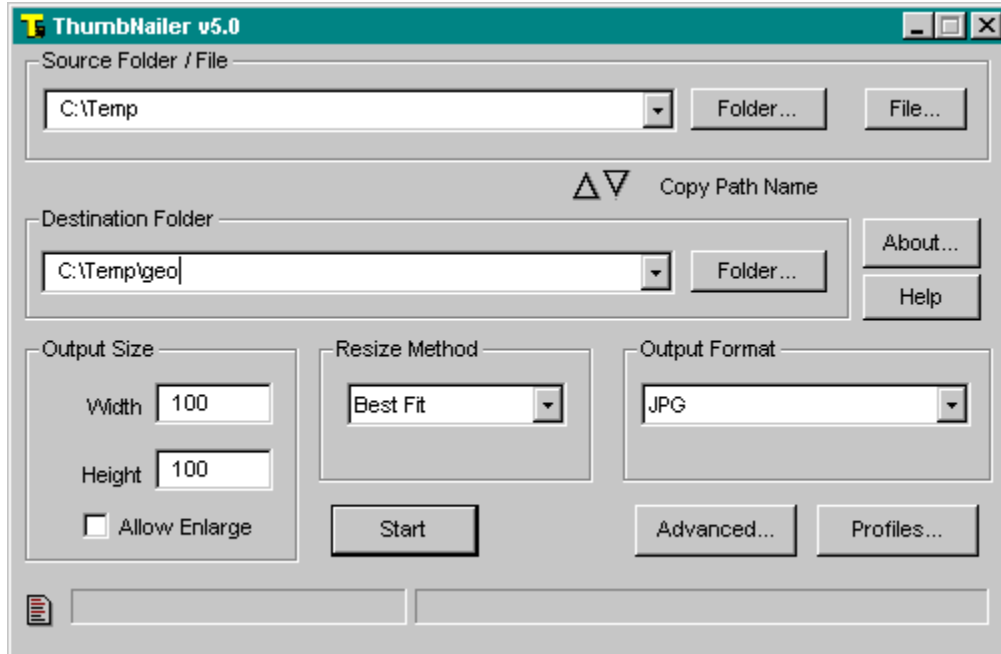 ThumbNailer v5.0
Source Folder / File
C:\Temp Folder... File...
Copy Path Name
Destination Folder
About...
C:\Temp\geo Folder...
Help
Output Size Resize Method Output Format
Width 100 Best Fit JPG
Height 100
Allow Enlarge Start Advanced... Profiles...